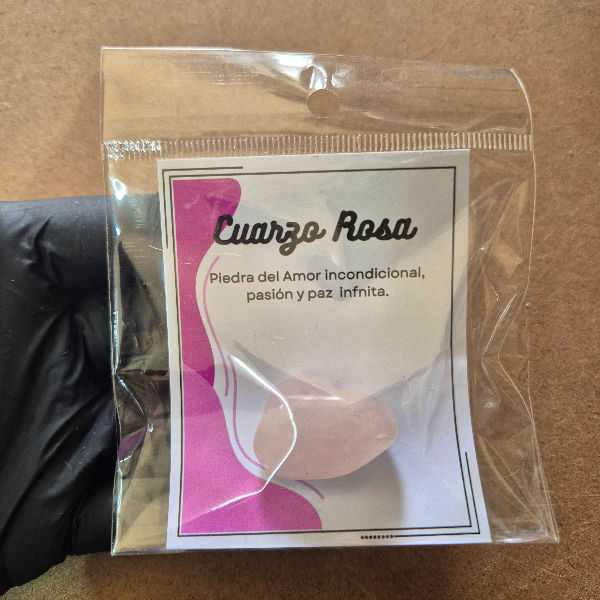 Cuarzo Rosa
Piedra del Amor incondicional,
pasión y paz infnita.